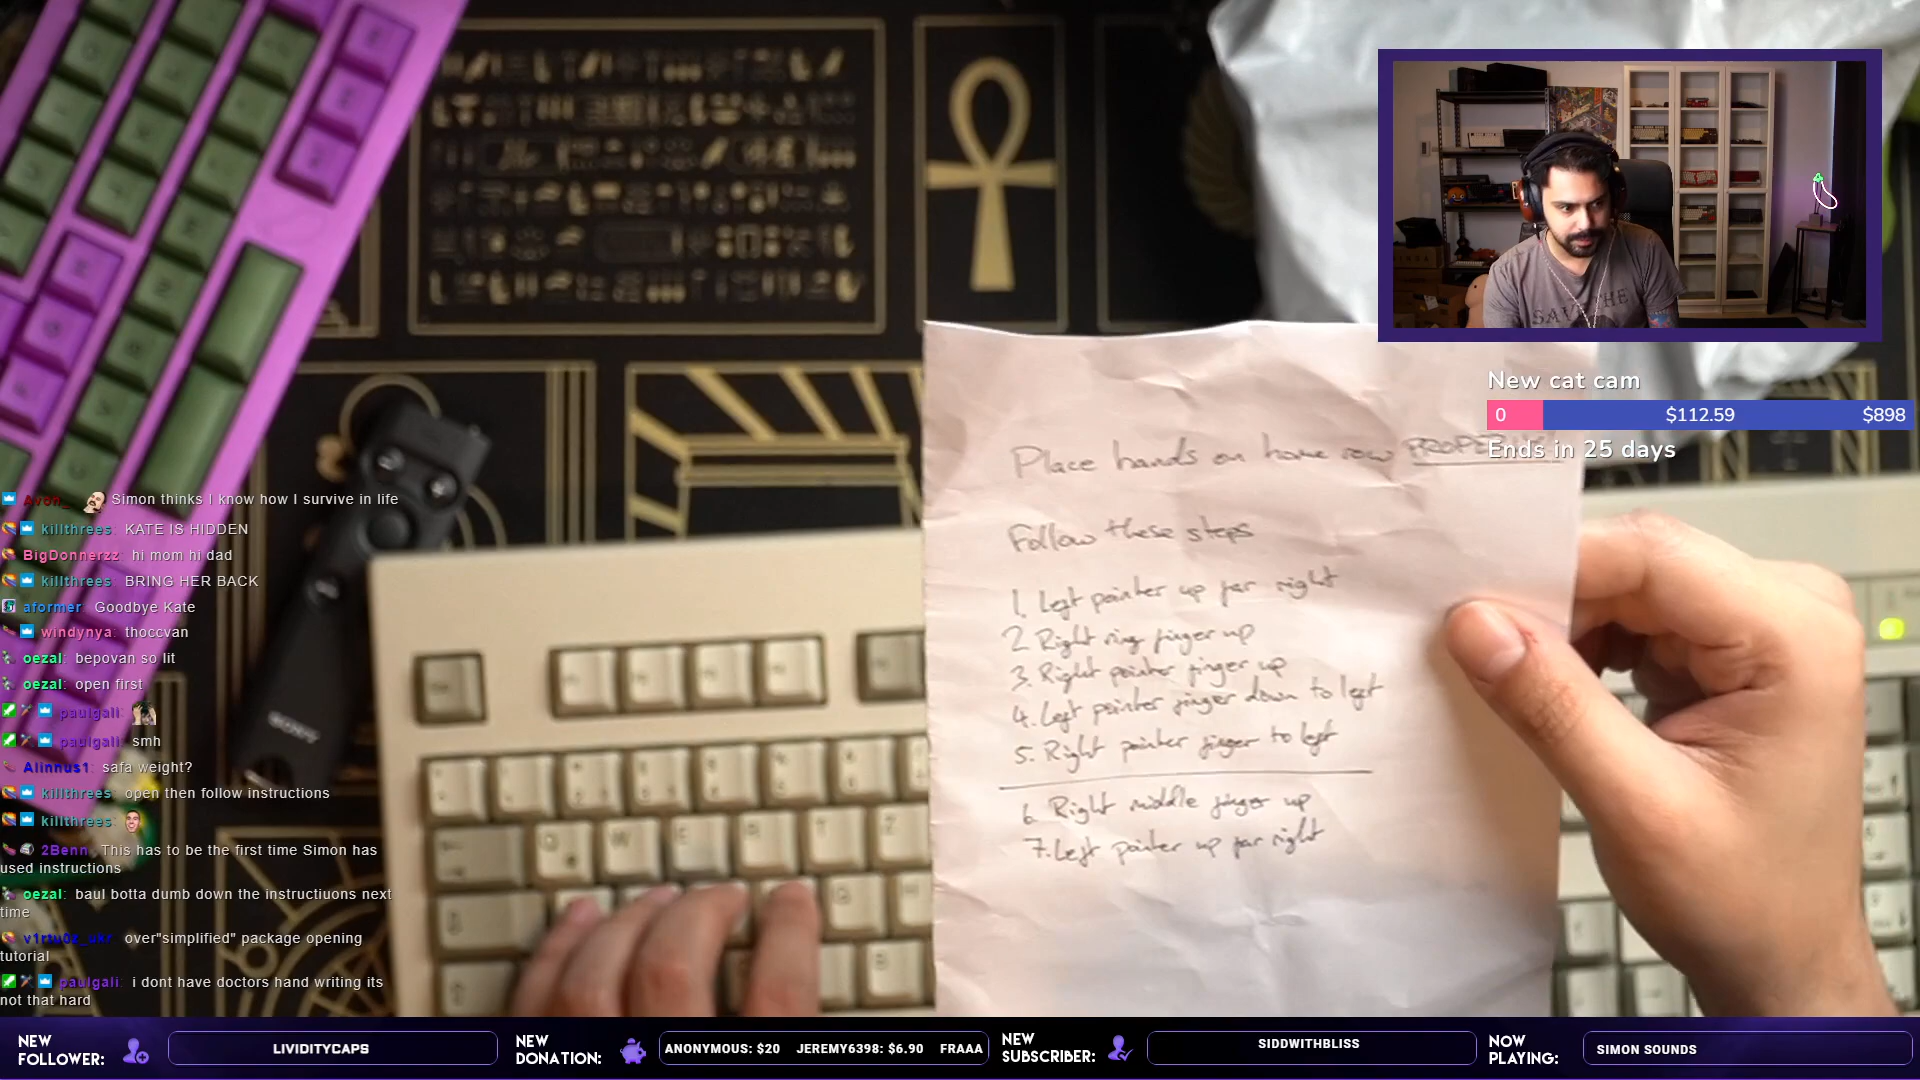 New cat cam
0 $112.59 $898
Ends in 25 days
Place hands on home row PROPER
Follow these steps
1. Left pointer up far right
2. Right ring finger up
3. Right pointer finger up
4. Left pointer finger down to left
5. Right pointer finger to left
6. Right middle finger up
7. Left pointer up far right
SAVE THE
SONY
Avon_ Simon thinks I know how I survive in life
killthrees: KATE IS HIDDEN
BigDonnerzz hi mom hi dad
killthrees: BRING HER BACK
aformer Goodbye Kate
windynya: thoccvan
oezal: bepovan so lit
oezal: open first
paulgali:
paulgali: smh
Alinnus1: safa weight?
killthrees: open then follow instructions
killthrees:
2Benn: This has to be the first time Simon has
used instructions
oezal: baul botta dumb down the instructiuons next
time
over"simplified" package opening
tutorial
paulgali: i dont have doctors hand writing its
not that hard
NEW
FOLLOWER:
LIVIDITYCAPS
NEW
DONATION:
ANONYMOUS: $20 JEREMY6398: $6.90 FRAAA
NEW
SUBSCRIBER:
SIDDWITHBLISS
NOW
PLAYING:
SIMON SOUNDS